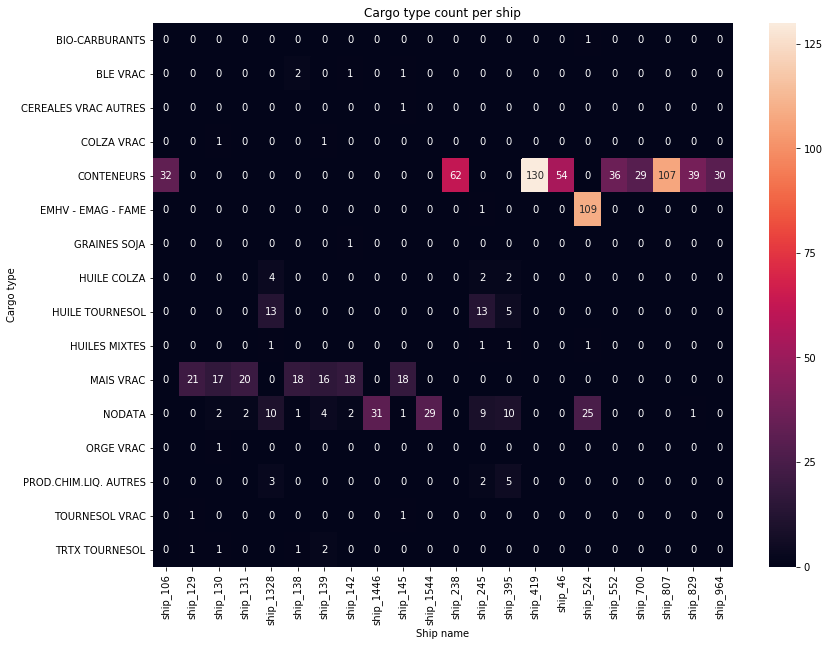 Cargo type count per ship
BIO-CARBURANTS 0 0 0 0 0 0 0 0 0 0 0 0 0 0 0 0 1 0 0 0 0 0
BLE VRAC 0 0 0 0 0 2 0 1 0 1 0 0 0 0 0 0 0 0 0 0 0 0
CEREALES VRAC AUTRES 0 0 0 0 0 0 0 0 0 1 0 0 0 0 0 0 0 0 0 0 0 0
COLZA VRAC 0 0 1 0 0 0 1 0 0 0 0 0 0 0 0 0 0 0 0 0 0 0
CONTENEURS 32 0 0 0 0 0 0 0 0 0 0 62 0 0 130 54 0 36 29 107 39 30
EMHV - EMAG - FAME 0 0 0 0 0 0 0 0 0 0 0 0 1 0 0 0 109 0 0 0 0 0
GRAINES SOJA 0 0 0 0 0 0 0 1 0 0 0 0 0 0 0 0 0 0 0 0 0 0
HUILE COLZA 0 0 0 0 4 0 0 0 0 0 0 0 2 2 0 0 0 0 0 0 0 0
HUILE TOURNESOL 0 0 0 0 13 0 0 0 0 0 0 0 13 5 0 0 0 0 0 0 0 0
HUILES MIXTES 0 0 0 0 1 0 0 0 0 0 0 0 1 1 0 0 1 0 0 0 0 0
MAIS VRAC 0 21 17 20 0 18 16 18 0 18 0 0 0 0 0 0 0 0 0 0 0 0
NODATA 0 0 2 2 10 1 4 2 31 1 29 0 9 10 0 0 25 0 0 0 1 0
ORGE VRAC 0 0 1 0 0 0 0 0 0 0 0 0 0 0 0 0 0 0 0 0 0 0
PROD.CHIM.LIQ. AUTRES 0 0 0 0 3 0 0 0 0 0 0 0 2 5 0 0 0 0 0 0 0 0
TOURNESOL VRAC 0 1 0 0 0 0 0 0 0 1 0 0 0 0 0 0 0 0 0 0 0 0
TRTX TOURNESOL 0 1 1 0 0 1 2 0 0 0 0 0 0 0 0 0 0 0 0 0 0 0
ship_106 ship_129 ship_130 ship_131 ship_1328 ship_138 ship_139 ship_142 ship_1446 ship_145 ship_1544 ship_238 ship_245 ship_395 ship_419 ship_46 ship_524 ship_552 ship_700 ship_807 ship_829 ship_964
Ship name
Cargo type
125
100
75
50
25
0